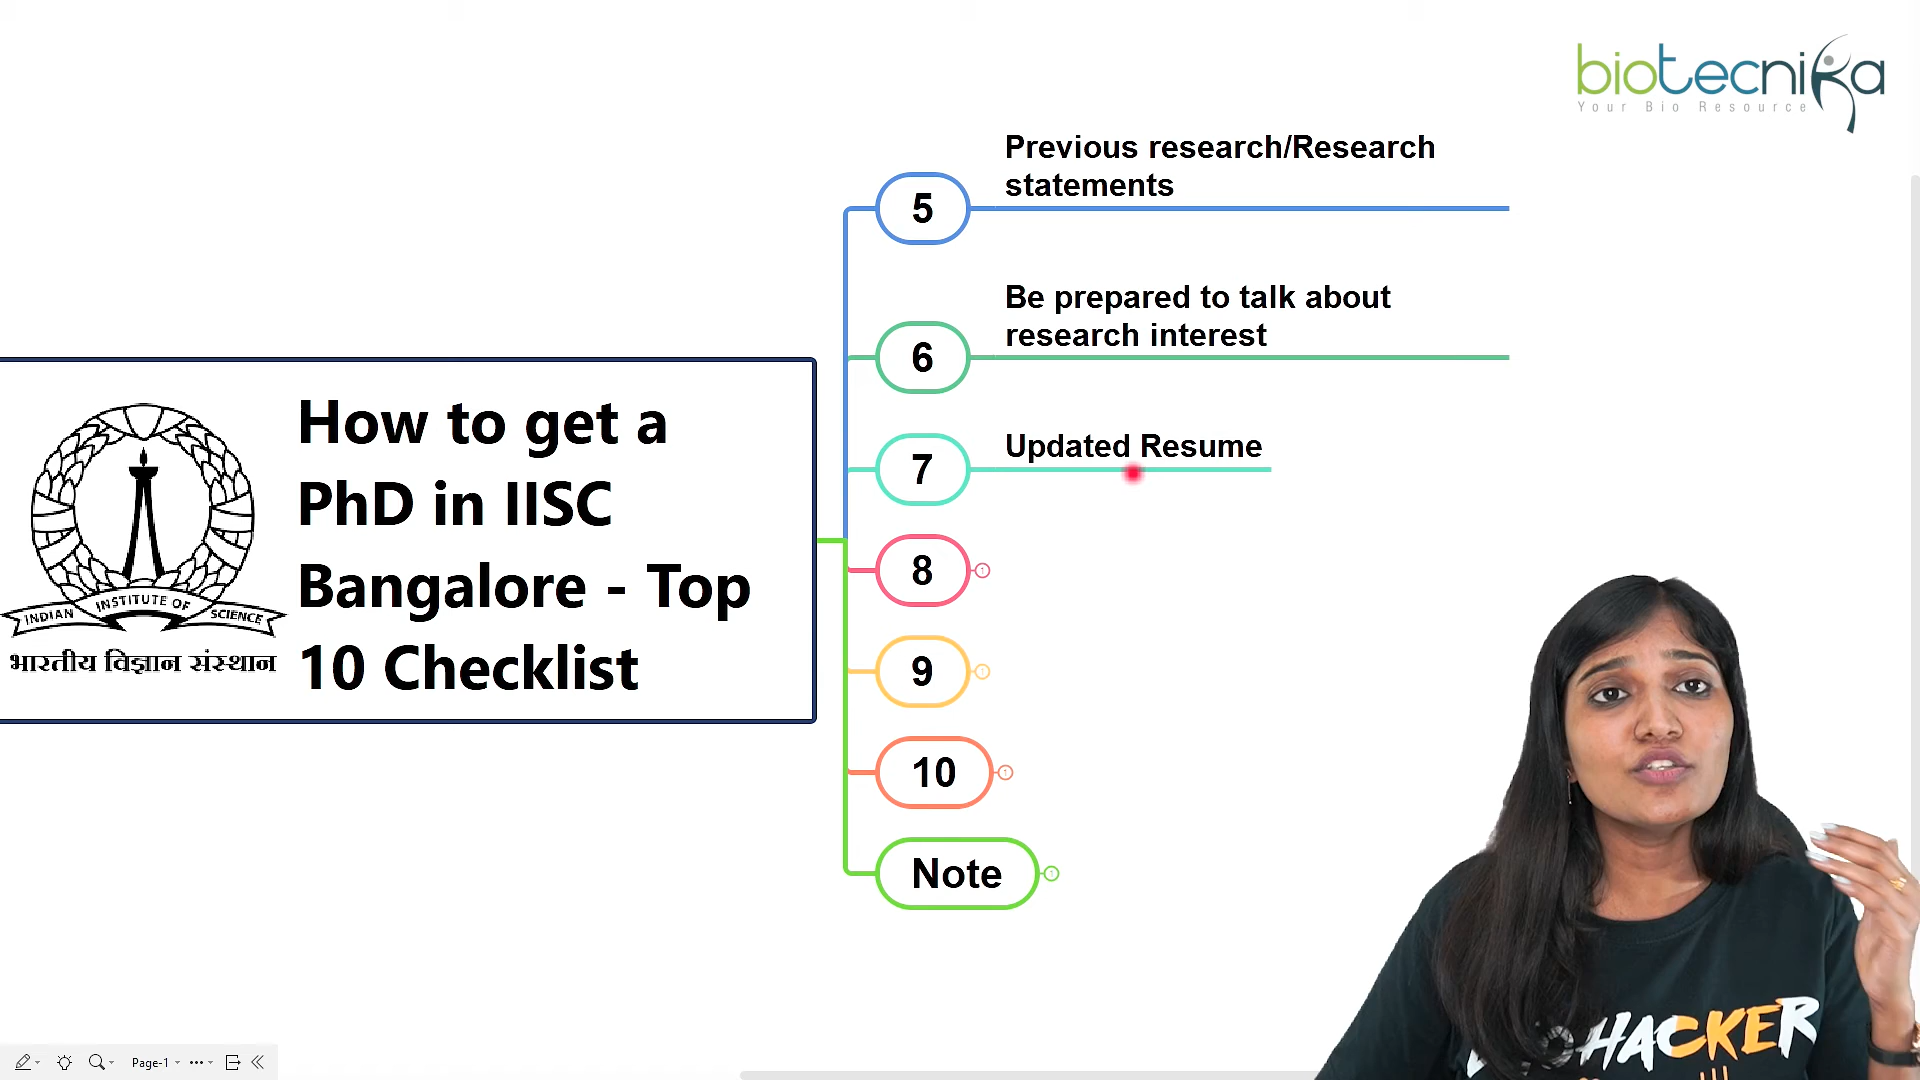 biotecnika
Your Bio Resource
Previous research/Research
statements
5
Be prepared to talk about
research interest
6
Updated Resume
7
How to get a
PhD in IISC
Bangalore - Top
10 Checklist
INDIAN INSTITUTE OF SCIENCE
भारतीय विज्ञान संस्थान
8
9
10
Note
HACKER
Page-1